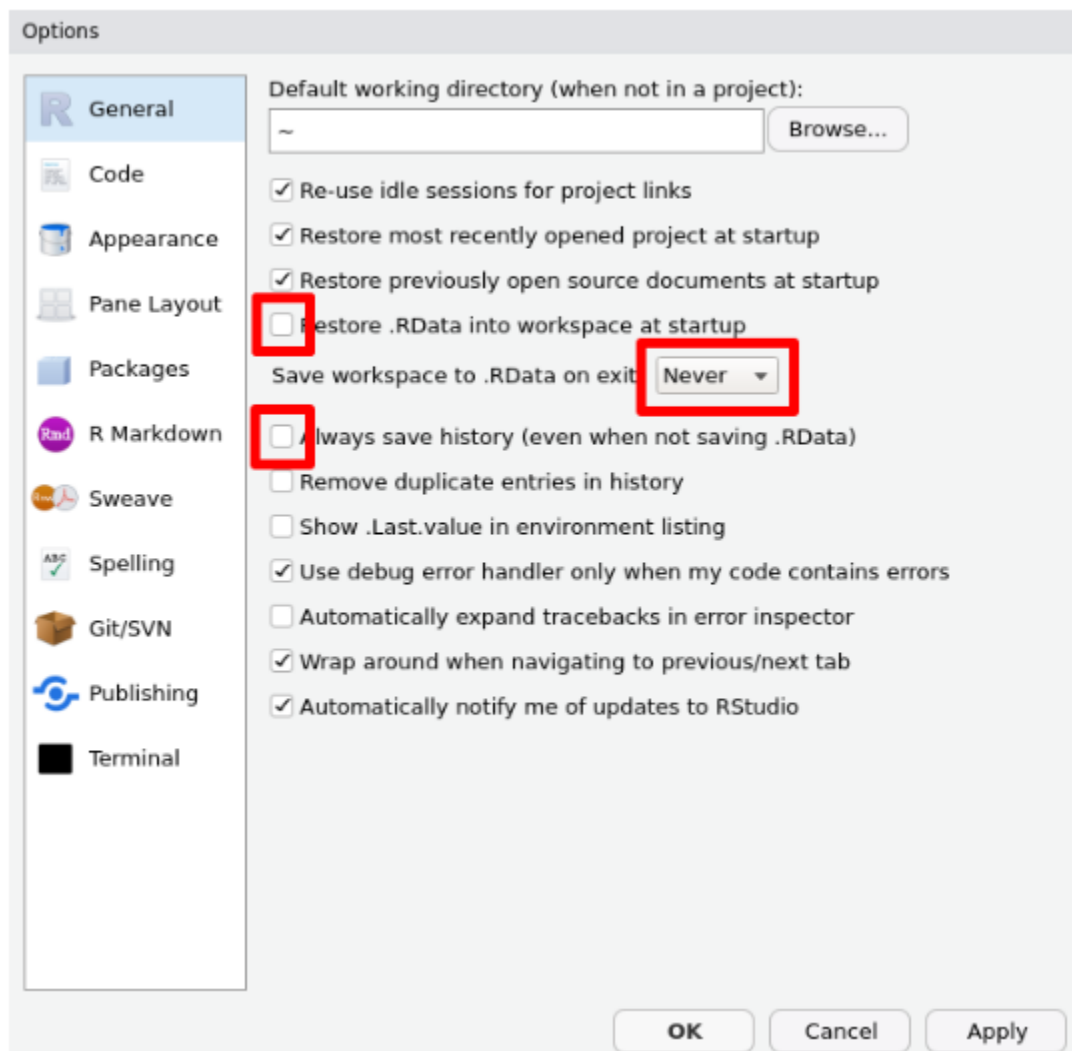 Options
General
Code
Appearance
Pane Layout
Packages
Rmd R Markdown
Sweave
ABC Spelling
Git/SVN
Publishing
Terminal
Default working directory (when not in a project):
~ Browse...
Re-use idle sessions for project links
Restore most recently opened project at startup
Restore previously open source documents at startup
Restore .RData into workspace at startup
Save workspace to .RData on exit Never
Always save history (even when not saving .RData)
Remove duplicate entries in history
Show .Last.value in environment listing
Use debug error handler only when my code contains errors
Automatically expand tracebacks in error inspector
Wrap around when navigating to previous/next tab
Automatically notify me of updates to RStudio
OK Cancel Apply